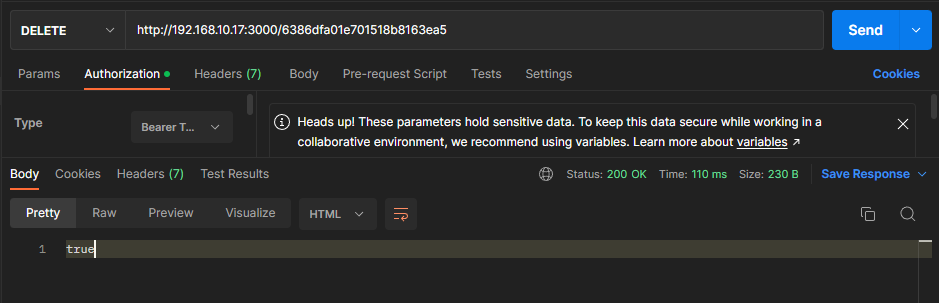 DELETE http://192.168.10.17:3000/6386dfa01e701518b8163ea5 Send
Params Authorization Headers (7) Body Pre-request Script Tests Settings Cookies
Type Bearer T... Heads up! These parameters hold sensitive data. To keep this data secure while working in a
collaborative environment, we recommend using variables. Learn more about variables ↗
Body Cookies Headers (7) Test Results Status: 200 OK Time: 110 ms Size: 230 B Save Response
Pretty Raw Preview Visualize HTML
1 true